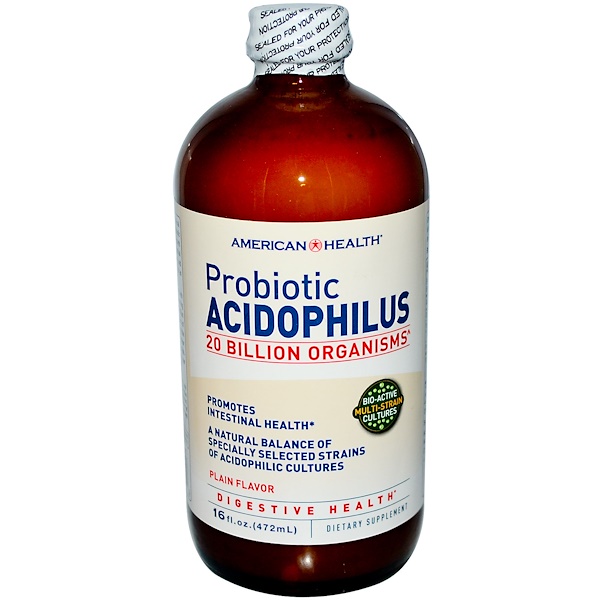 SEALED FOR YOUR PROTECTION
AMERICAN HEALTH®
Probiotic
ACIDOPHILUS
20 BILLION ORGANISMS^
PROMOTES
INTESTINAL HEALTH*
A NATURAL BALANCE OF
SPECIALLY SELECTED STRAINS
OF ACIDOPHILIC CULTURES
BIO-ACTIVE
MULTI-STRAIN
CULTURES
PLAIN FLAVOR
DIGESTIVE HEALTH*
16 fl.oz.(472mL)
DIETARY SUPPLEMENT